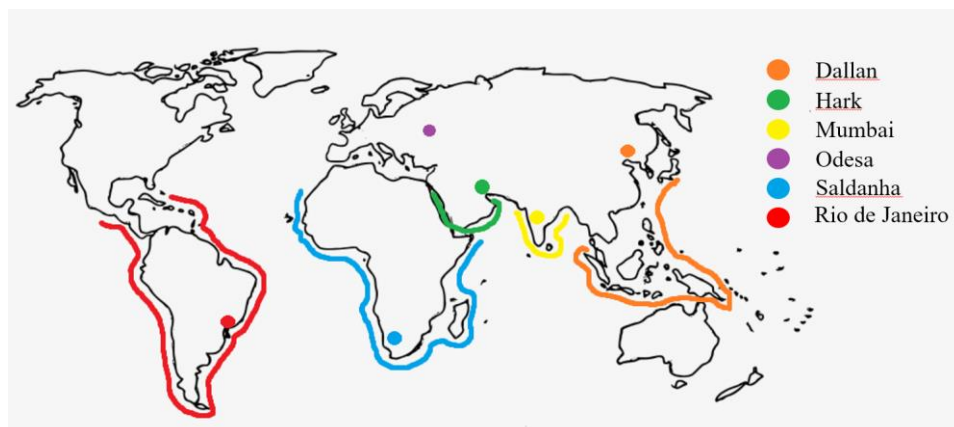 Dallan
Hark
Mumbai
Odesa
Saldanha
Rio de Janeiro